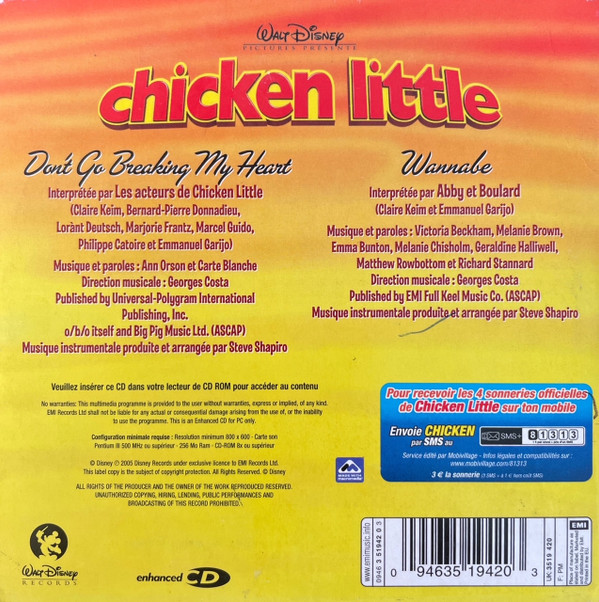 WALT DISNEY
PICTURES PRESENTE
chicken little
Don't Go Breaking My Heart
Interprétée par Les acteurs de Chicken Little
(Claire Keim, Bernard-Pierre Donnadieu,
Lorànt Deutsch, Marjorie Frantz, Marcel Guido,
Philippe Catoire et Emmanuel Garijo)
Musique et paroles : Ann Orson et Carte Blanche
Direction musicale : Georges Costa
Published by Universal-Polygram International
Publishing, Inc.
o/b/o itself and Big Pig Music Ltd. (ASCAP)
Musique instrumentale produite et arrangée par Steve Shapiro
Wannabe
Interprétée par Abby et Boulard
(Claire Keim et Emmanuel Garijo)
Musique et paroles : Victoria Beckham, Melanie Brown,
Emma Bunton, Melanie Chisholm, Geraldine Halliwell,
Matthew Rowbottom et Richard Stannard
Direction musicale : Georges Costa
Published by EMI Full Keel Music Co. (ASCAP)
Musique instrumentale produite et arrangée par Steve Shapiro
Veuillez insérer ce CD dans votre lecteur de CD ROM pour accéder au contenu
No warranties: This multimedia programme is provided to the user without warranties, express or implied, of any kind.
EMI Records Ltd shall not be liable for any actual or consequential damage arising from the use of, or the inability
to use the programme. This is an Enhanced CD for PC only.
Configuration minimale requise : Resolution minimum 800 x 600 - Carte son
Pentium III 500 MHz ou supérieur - 256 Mo Ram - CD-ROM 8x ou supérieur
Ⓟ Disney © 2005 Disney Records under exclusive licence to EMI Records Ltd.
This label copy is the subject of copyright protection. All Rights Reserved. © Disney
ALL RIGHTS OF THE PRODUCER AND THE OWNER OF THE WORK REPRODUCED RESERVED.
UNAUTHORIZED COPYING, HIRING, LENDING, PUBLIC PERFORMANCES AND
BROADCASTING OF THIS RECORD PROHIBITED.
MADE WITH
macromedia
Pour recevoir les 4 sonneries officielles
de Chicken Little sur ton mobile
Envoie CHICKEN
par SMS au
SMS+
81313
Service édité par Mobivillage - Infos légales et compatibilités sur :
www.mobivillage.com/81313
3 € la sonnerie (1 SMS + à 1 € hors coût SMS)
WALT DISNEY
RECORDS
enhanced CD
www.emimusic.info
0946 3 51942 0 3
0 94635 19420 3
UK: 3519 420
F: PM
EMI